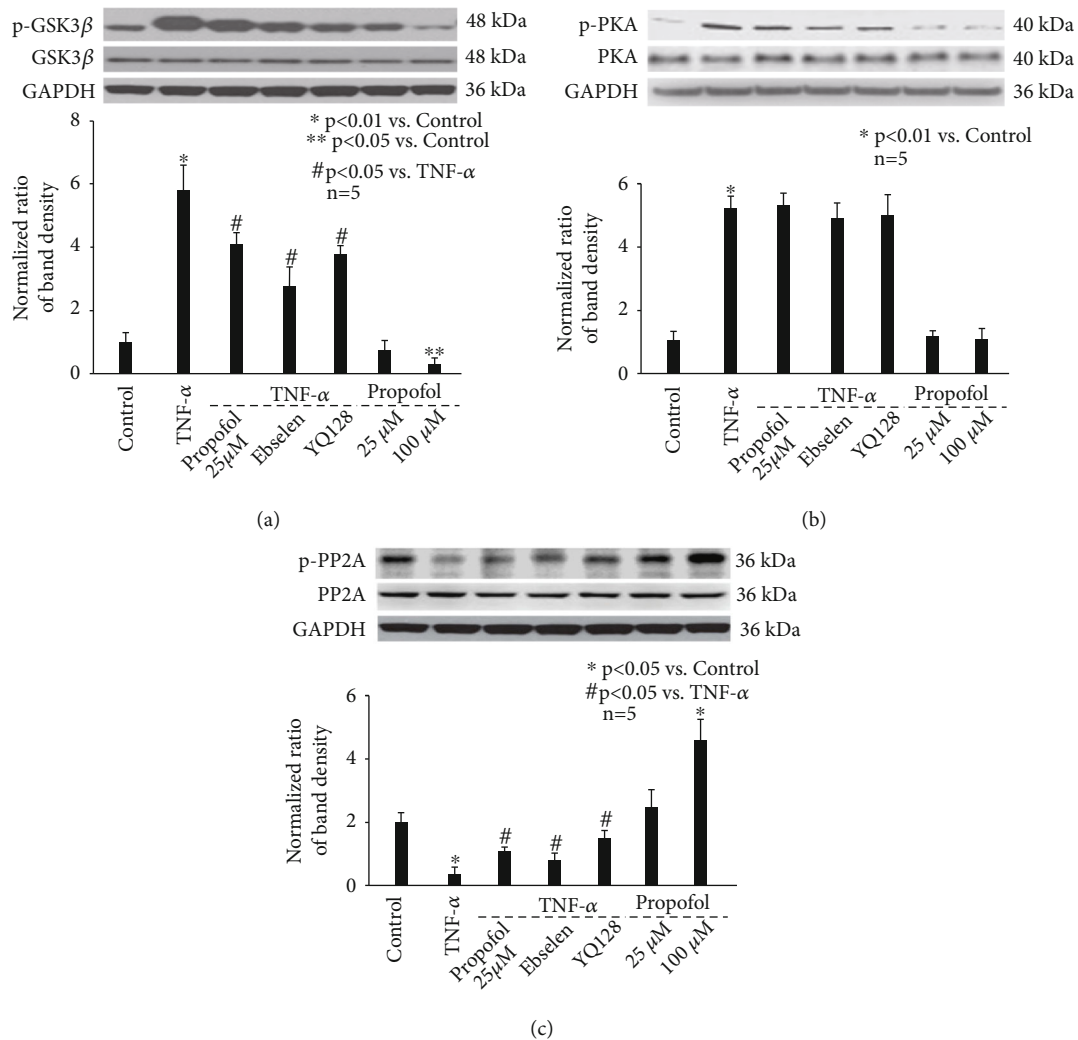 p-GSK3β 48 kDa
GSK3β 48 kDa
GAPDH 36 kDa
* p<0.01 vs. Control
** p<0.05 vs. Control
#p<0.05 vs. TNF-α
n=5
Normalized ratio
of band density
8
6
4
2
0
*
#
#
#
**
Control
TNF-α
Propofol
25μM
Ebselen
YQ128
25 μM
100 μM
TNF-α
Propofol
(a)
p-PKA 40 kDa
PKA 40 kDa
GAPDH 36 kDa
* p<0.01 vs. Control
n=5
Normalized ratio
of band density
6
4
2
0
*
Control
TNF-α
Propofol
25μM
Ebselen
YQ128
25 μM
100 μM
TNF-α
Propofol
(b)
p-PP2A 36 kDa
PP2A 36 kDa
GAPDH 36 kDa
* p<0.05 vs. Control
#p<0.05 vs. TNF-α
n=5
Normalized ratio
of band density
6
4
2
0
*
#
#
#
*
Control
TNF-α
Propofol
25μM
Ebselen
YQ128
25 μM
100 μM
TNF-α
Propofol
(c)